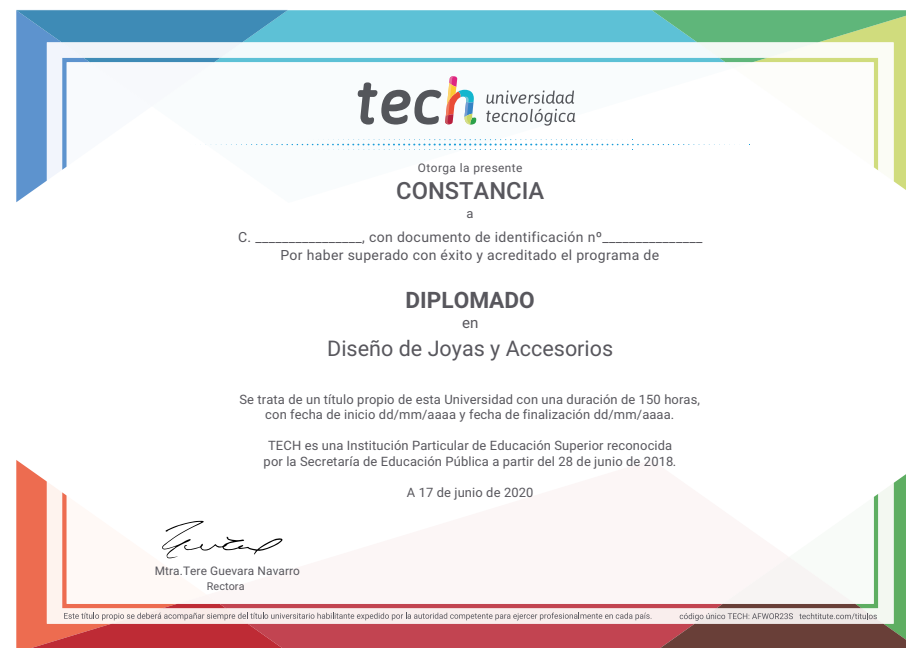 tech universidad
tecnológica
Otorga la presente
CONSTANCIA
a
C. ________________, con documento de identificación nº_______________
Por haber superado con éxito y acreditado el programa de
DIPLOMADO
en
Diseño de Joyas y Accesorios
Se trata de un título propio de esta Universidad con una duración de 150 horas,
con fecha de inicio dd/mm/aaaa y fecha de finalización dd/mm/aaaa.
TECH es una Institución Particular de Educación Superior reconocida
por la Secretaría de Educación Pública a partir del 28 de junio de 2018.
A 17 de junio de 2020
Mtra.Tere Guevara Navarro
Rectora
Este título propio se deberá acompañar siempre del título universitario habilitante expedido por la autoridad competente para ejercer profesionalmente en cada país. código único TECH: AFWOR23S techtitute.com/titulos